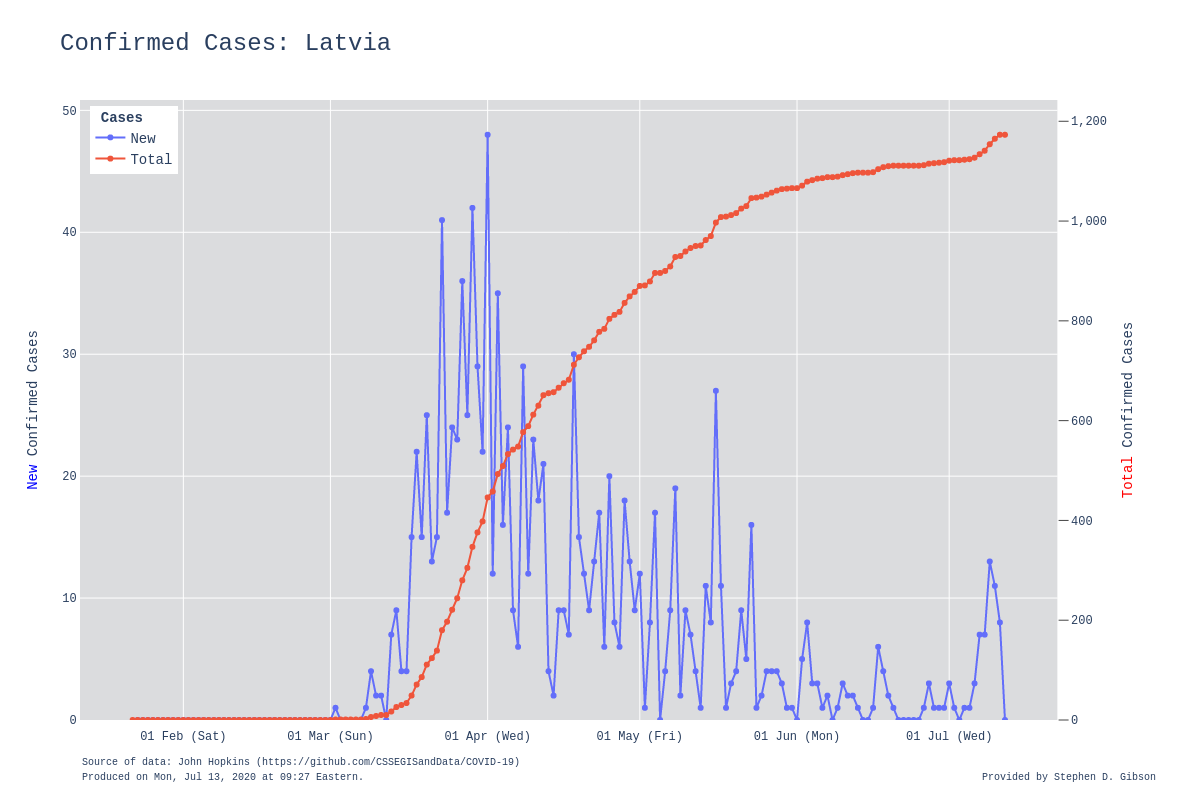 Confirmed Cases: Latvia
Cases
New
Total
50
40
30
20
10
0
1,200
1,000
800
600
400
200
0
New Confirmed Cases
Total Confirmed Cases
01 Feb (Sat)
01 Mar (Sun)
01 Apr (Wed)
01 May (Fri)
01 Jun (Mon)
01 Jul (Wed)
Source of data: John Hopkins (https://github.com/CSSEGISandData/COVID-19)
Produced on Mon, Jul 13, 2020 at 09:27 Eastern.
Provided by Stephen D. Gibson